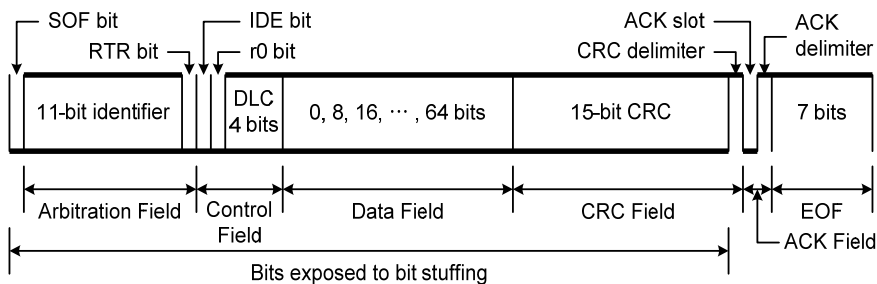 SOF bit
IDE bit
ACK slot
ACK delimiter
RTR bit
r0 bit
CRC delimiter
11-bit identifier
DLC
4 bits
0, 8, 16, ··· , 64 bits
15-bit CRC
7 bits
Arbitration Field
Control Field
Data Field
CRC Field
EOF
ACK Field
Bits exposed to bit stuffing